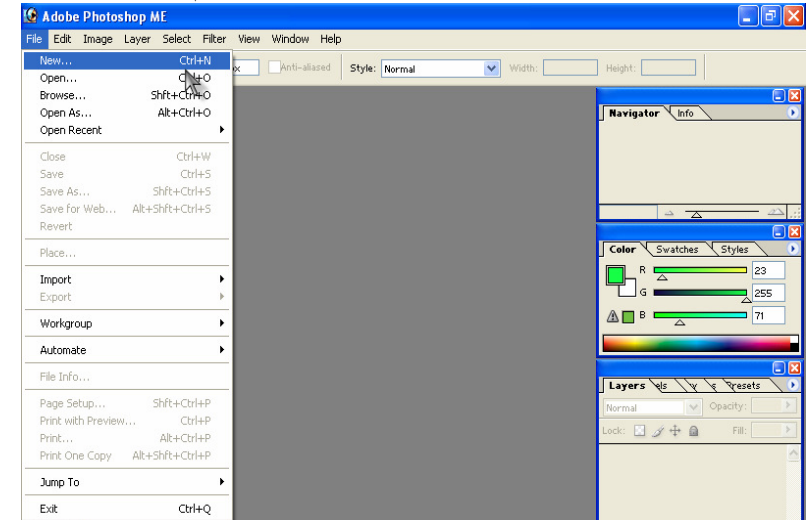 Adobe Photoshop ME
File Edit Image Layer Select Filter View Window Help
New... Ctrl+N
Anti-aliased Style: Normal Width: Height:
Open... Ctrl+O
Browse... Shft+Ctrl+O
Open As... Alt+Ctrl+O
Open Recent
Close Ctrl+W
Save Ctrl+S
Save As... Shft+Ctrl+S
Save for Web... Alt+Shft+Ctrl+S
Revert
Place...
Import
Export
Workgroup
Automate
File Info...
Page Setup... Shft+Ctrl+P
Print with Preview... Ctrl+P
Print... Alt+Ctrl+P
Print One Copy Alt+Shft+Ctrl+P
Jump To
Exit Ctrl+Q
Navigator Info
Color Swatches Styles
R 23
G 255
B 71
Layers
Normal Opacity:
Lock: Fill: